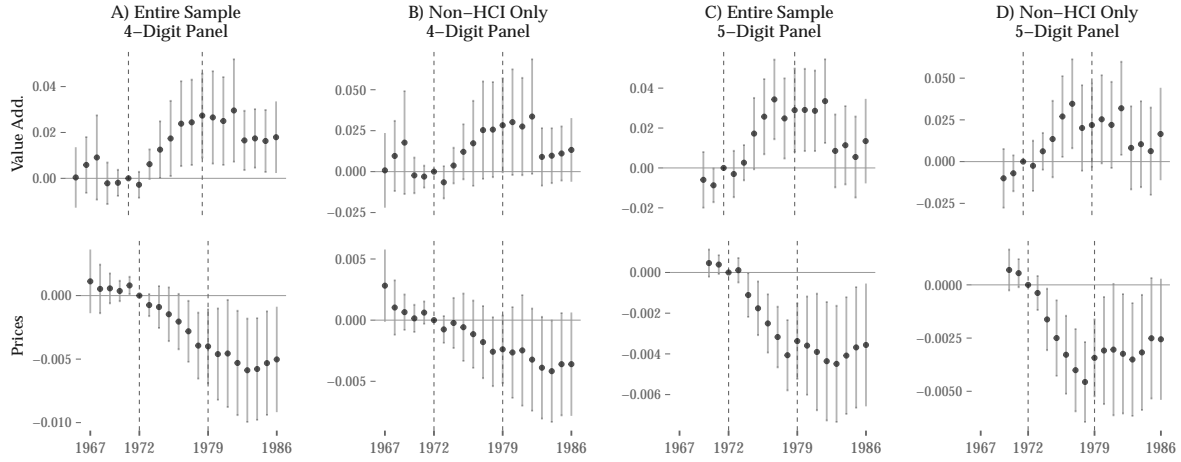 A) Entire Sample
4−Digit Panel
B) Non−HCI Only
4−Digit Panel
C) Entire Sample
5−Digit Panel
D) Non−HCI Only
5−Digit Panel
Value Add.
0.04
0.02
0.00
0.050
0.025
0.000
−0.025
0.04
0.02
0.00
−0.02
0.050
0.025
0.000
−0.025
Prices
0.000
−0.005
−0.010
0.005
0.000
−0.005
0.000
−0.002
−0.004
−0.006
0.0000
−0.0025
−0.0050
1967 1972 1979 1986
1967 1972 1979 1986
1967 1972 1979 1986
1967 1972 1979 1986